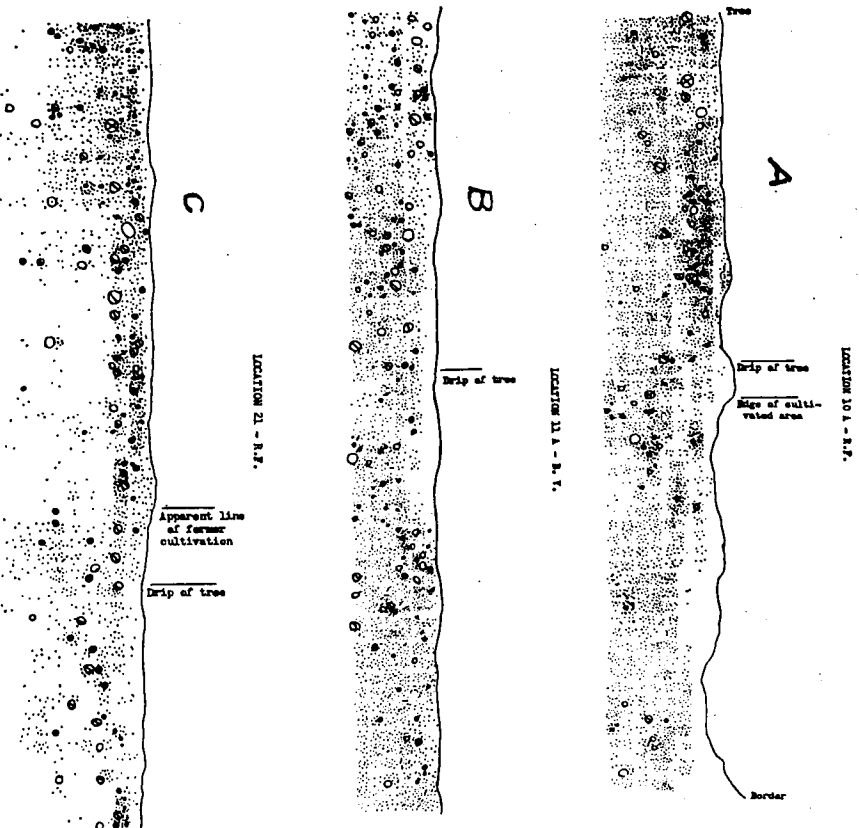 Tree
A
LOCATION 10 A - R.F.
Drip of tree
Edge of culti-
vated area
Border
B
LOCATION 11 A - B. V.
Drip of tree
C
LOCATION 21 - R.F.
Apparent line
of former
cultivation
Drip of tree